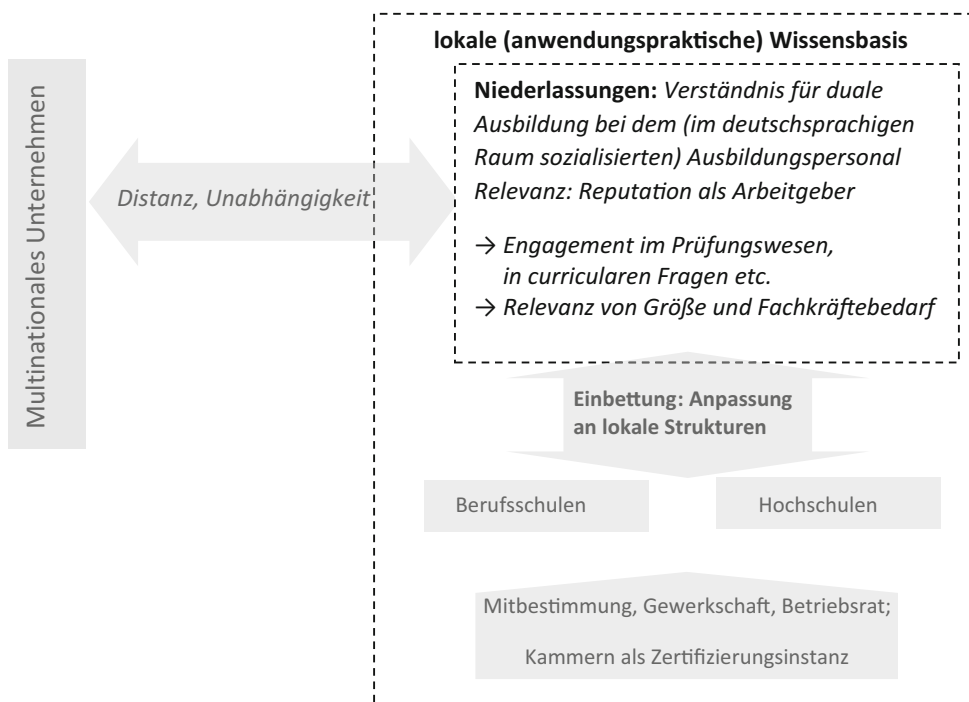 lokale (anwendungspraktische) Wissensbasis
Multinationales Unternehmen
Distanz, Unabhängigkeit
Niederlassungen: Verständnis für duale
Ausbildung bei dem (im deutschsprachigen
Raum sozialisierten) Ausbildungspersonal
Relevanz: Reputation als Arbeitgeber
→ Engagement im Prüfungswesen,
in curricularen Fragen etc.
→ Relevanz von Größe und Fachkräftebedarf
Einbettung: Anpassung
an lokale Strukturen
Berufsschulen
Hochschulen
Mitbestimmung, Gewerkschaft, Betriebsrat;
Kammern als Zertifizierungsinstanz